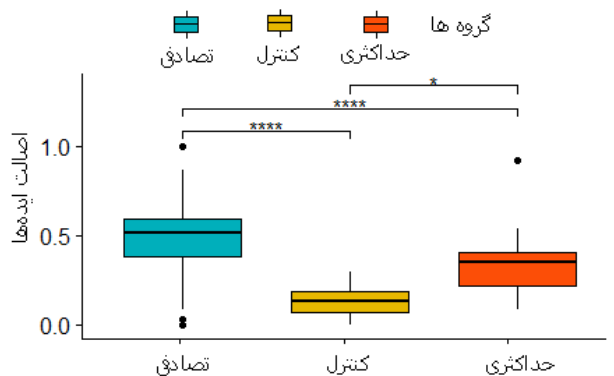 گروه ها
تصادفی کنترل حداکثری
*
****
****
اصالت ایده‌ها
1.0
0.5
0.0
تصادفی کنترل حداکثری